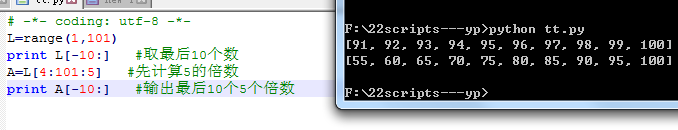 # -*- coding: utf-8 -*-
L=range(1,101)
print L[-10:]   #取最后10个数
A=L[4:101:5]   #先计算5的倍数
print A[-10:]   #输出最后10个5个倍数
F:\22scripts---yp>python tt.py
[91, 92, 93, 94, 95, 96, 97, 98, 99, 100]
[55, 60, 65, 70, 75, 80, 85, 90, 95, 100]
F:\22scripts---yp>